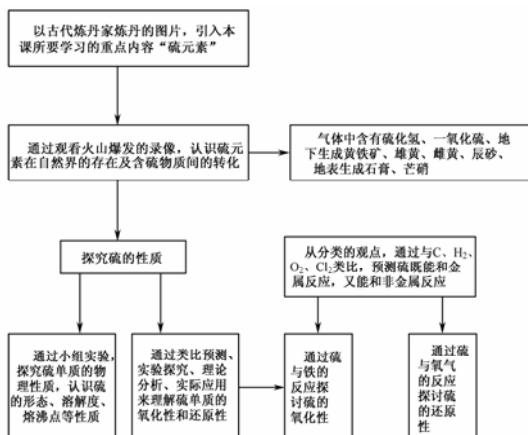 以古代炼丹家炼丹的图片，引入本
课所要学习的重点内容“硫元素”
通过观看火山爆发的录像，认识硫元
素在自然界的存在及含硫物质间的转化
气体中含有硫化氢、一氧化硫、地
下生成黄铁矿、雄黄、雌黄、辰砂、
地表生成石膏、芒硝
探究硫的性质
从分类的观点，通过与C、H₂、
O₂、Cl₂类比，预测硫既能和金
属反应，又能和非金属反应
通过小组实验，
探究硫单质的物
理性质，认识硫
的形态、溶解度、
熔沸点等性质
通过类比预测、
实验探究、理论
分析、实际应用
来理解硫单质的
氧化性和还原性
通过硫
与铁的
反应探
讨硫的
氧化性
通过硫
与氧气
的反应
探讨硫
的还原
性